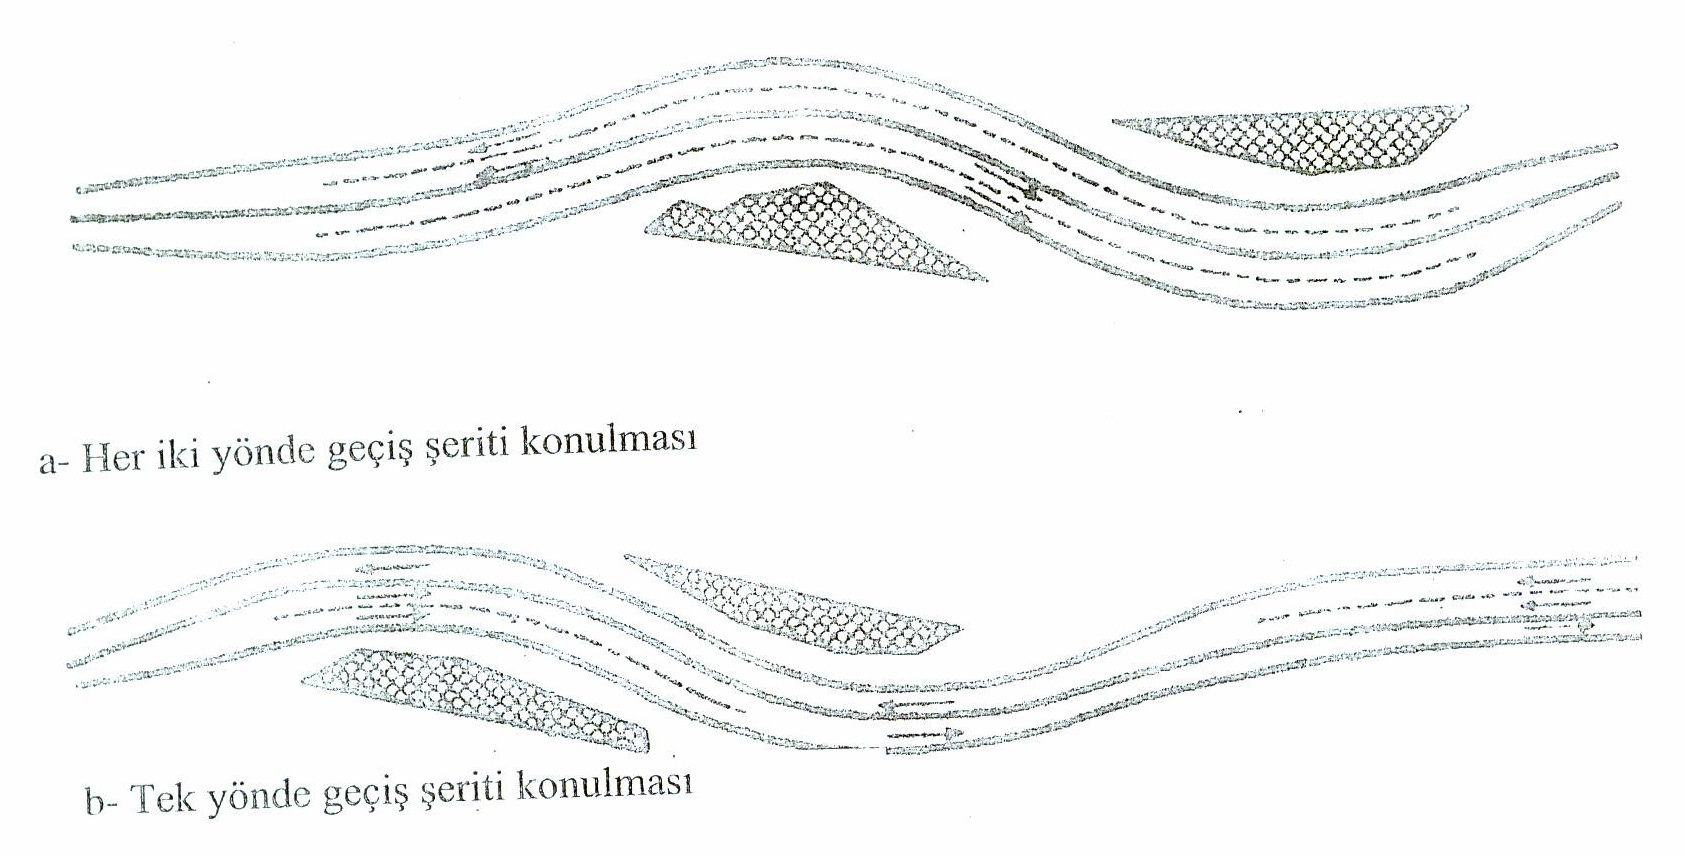 a- Her iki yönde geçiş şeriti konulması
b- Tek yönde geçiş şeriti konulması